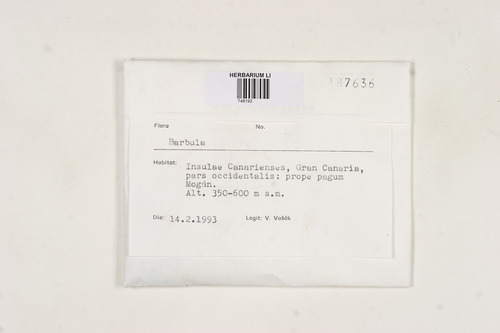 HERBARIUM LI
748193
187636
Flora No.
Barbula
Habitat: Insulae Canarienses, Gran Canaria,
pars occidentalis: prope pagum
Mogán.
Alt. 350-600 m s.m.
Die: 14.2.1993 Legit: V. Vašák